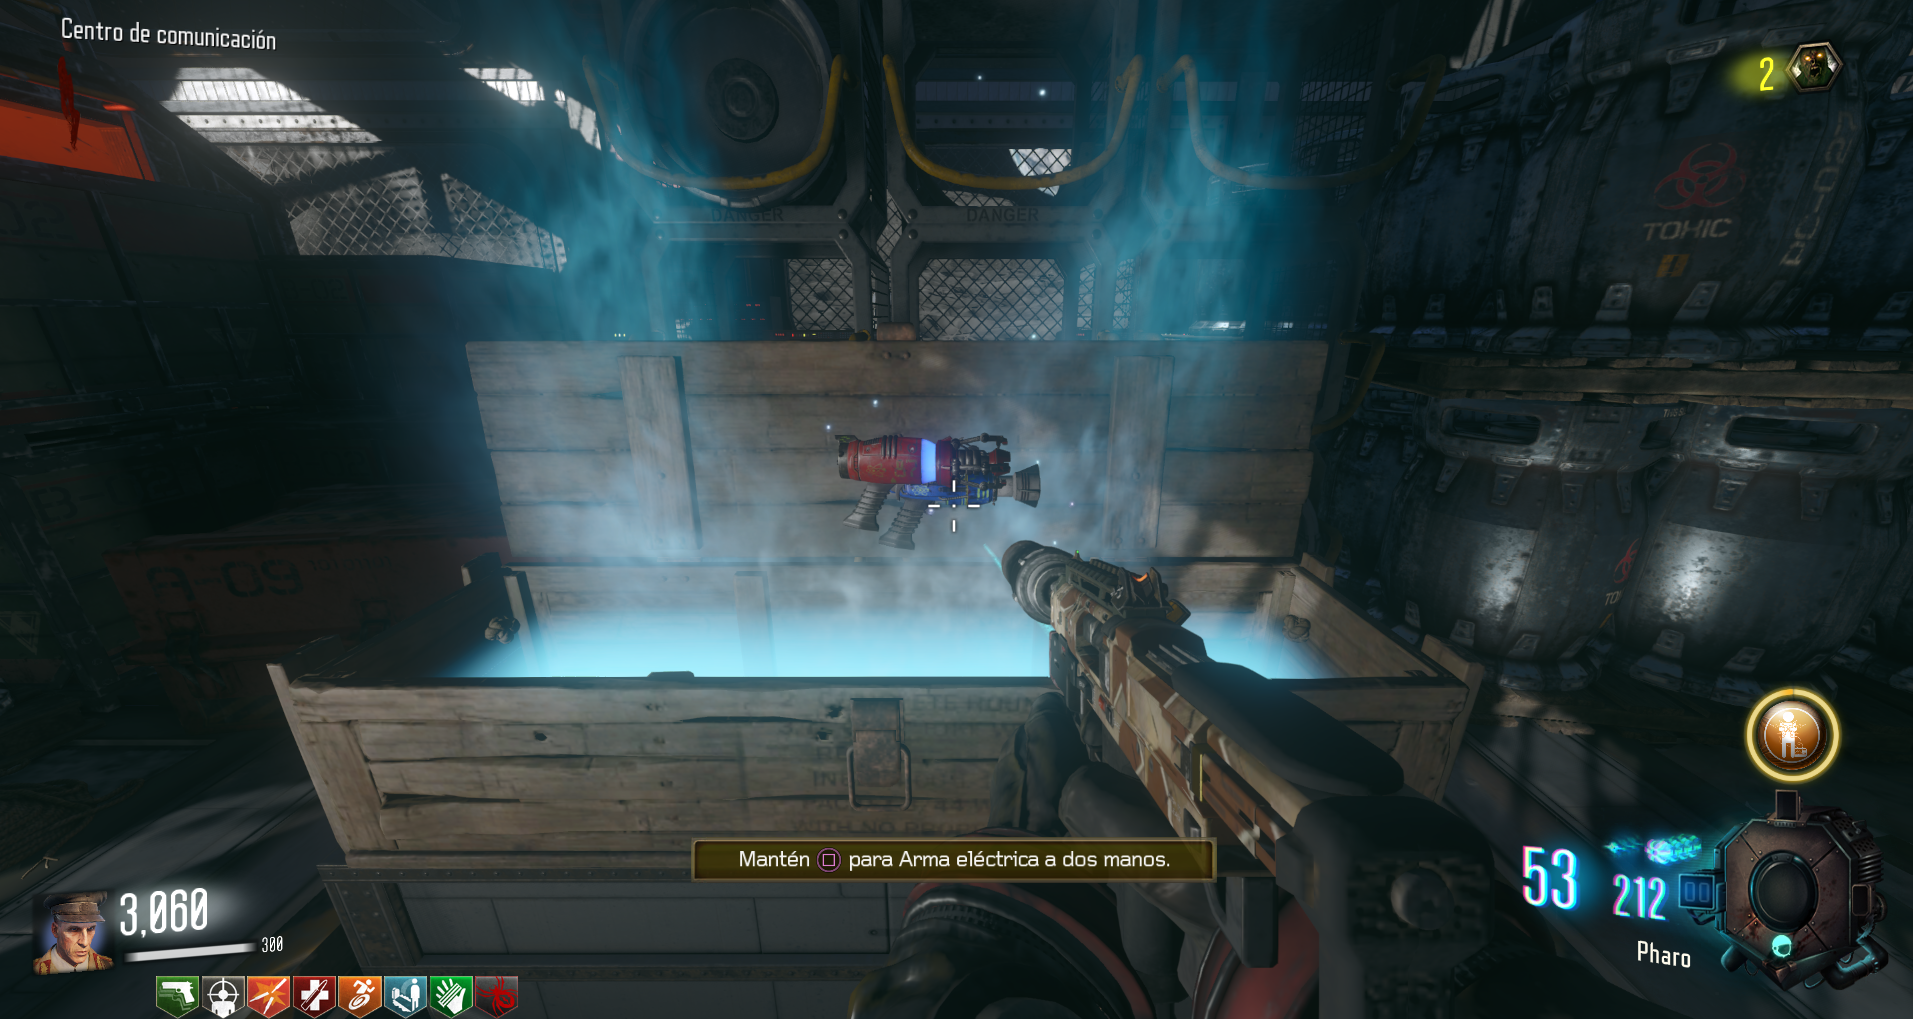 Centro de comunicación
2
DANGER
DANGER
TOXIC
A-09
Mantén para Arma eléctrica a dos manos.
3,060
300
53
212
Pharo